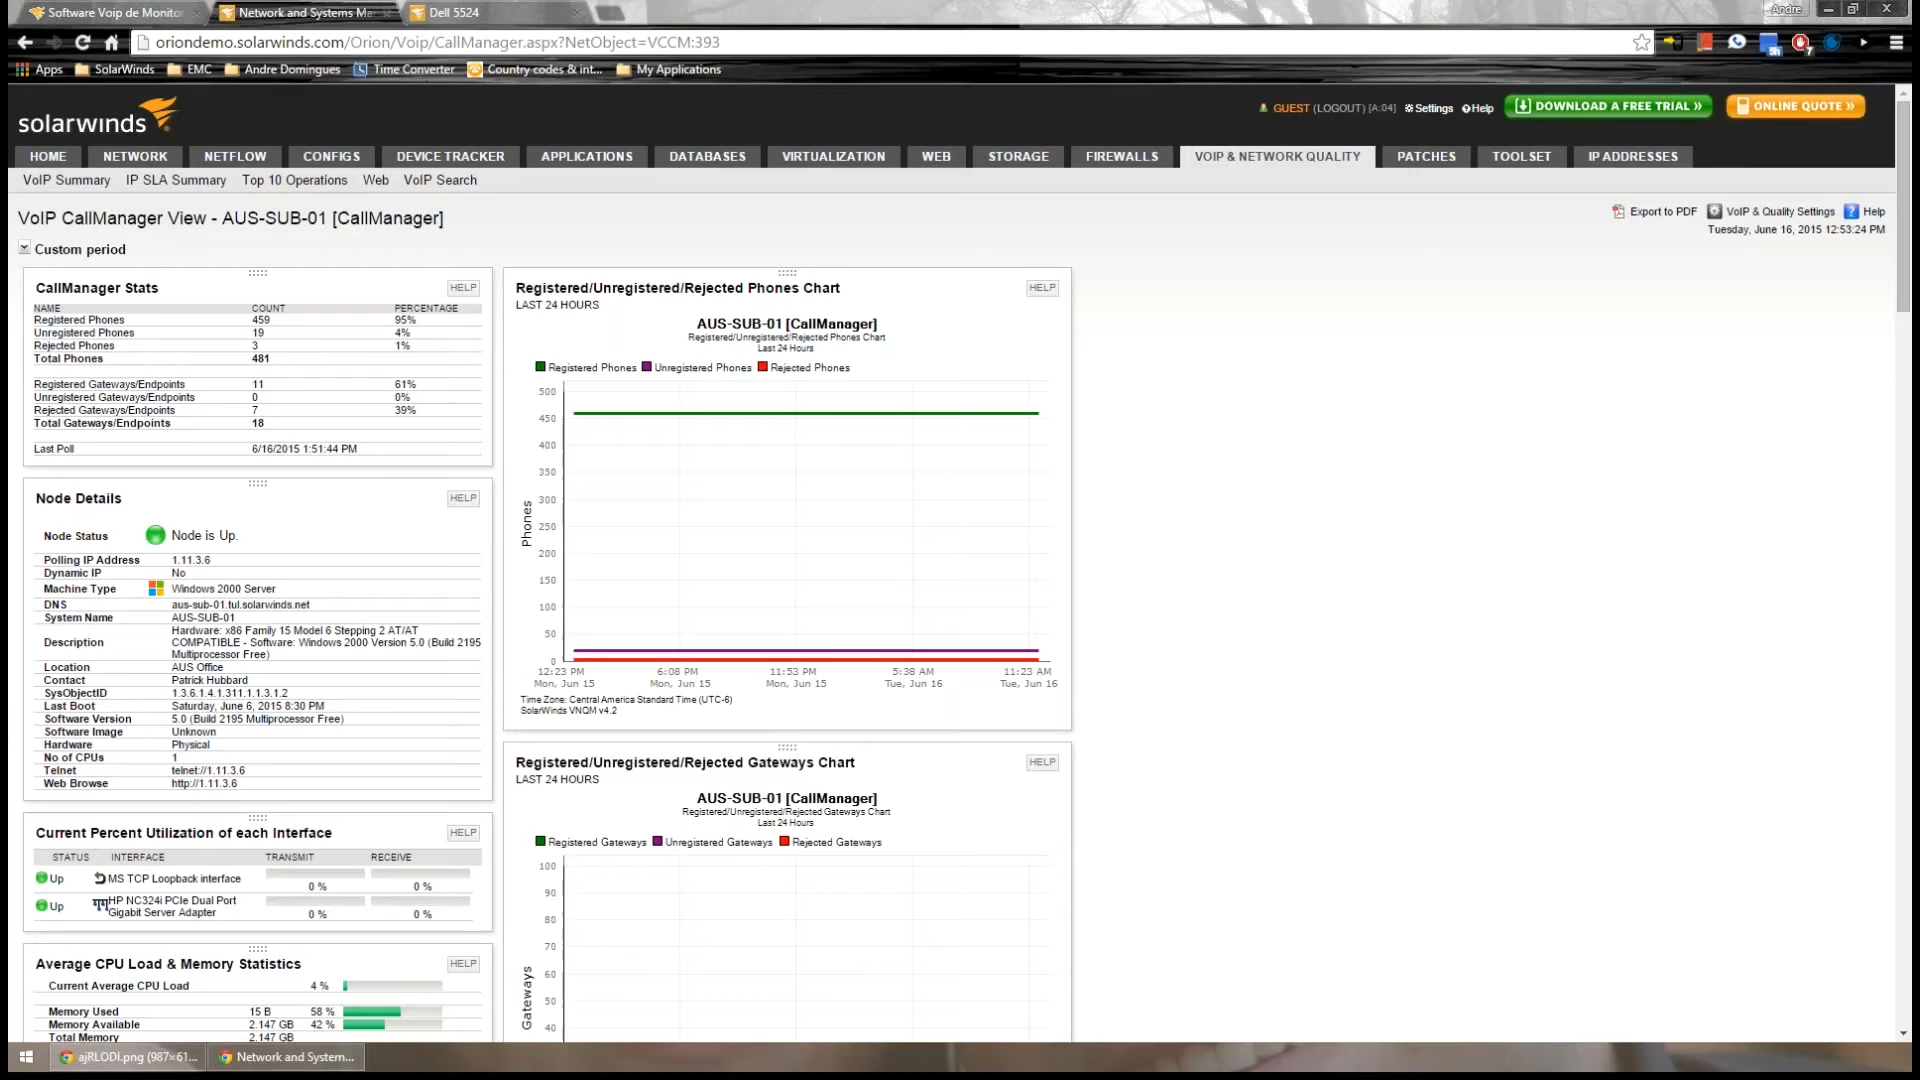 Software Voip de Monitor
Network and Systems Ma
Dell 5524
Andre
oriondemo.solarwinds.com/Orion/Voip/CallManager.aspx?NetObject=VCCM:393
Apps SolarWinds EMC Andre Domingues Time Converter Country codes & int... My Applications
solarwinds
GUEST (LOGOUT) [A:04] Settings Help DOWNLOAD A FREE TRIAL » ONLINE QUOTE »
HOME NETWORK NETFLOW CONFIGS DEVICE TRACKER APPLICATIONS DATABASES VIRTUALIZATION WEB STORAGE FIREWALLS VOIP & NETWORK QUALITY PATCHES TOOLSET IP ADDRESSES
VoIP Summary IP SLA Summary Top 10 Operations Web VoIP Search
VoIP CallManager View - AUS-SUB-01 [CallManager]
Export to PDF VoIP & Quality Settings Help
Tuesday, June 16, 2015 12:53:24 PM
Custom period
CallManager Stats HELP
NAME COUNT PERCENTAGE
Registered Phones 459 95%
Unregistered Phones 19 4%
Rejected Phones 3 1%
Total Phones 481
Registered Gateways/Endpoints 11 61%
Unregistered Gateways/Endpoints 0 0%
Rejected Gateways/Endpoints 7 39%
Total Gateways/Endpoints 18
Last Poll 6/16/2015 1:51:44 PM
Node Details HELP
Node Status Node is Up.
Polling IP Address 1.11.3.6
Dynamic IP No
Machine Type Windows 2000 Server
DNS aus-sub-01.tul.solarwinds.net
System Name AUS-SUB-01
Description Hardware: x86 Family 15 Model 6 Stepping 2 AT/AT
COMPATIBLE - Software: Windows 2000 Version 5.0 (Build 2195
Multiprocessor Free)
Location AUS Office
Contact Patrick Hubbard
SysObjectID 1.3.6.1.4.1.311.1.1.3.1.2
Last Boot Saturday, June 6, 2015 8:30 PM
Software Version 5.0 (Build 2195 Multiprocessor Free)
Software Image Unknown
Hardware Physical
No of CPUs 1
Telnet telnet://1.11.3.6
Web Browse http://1.11.3.6
Current Percent Utilization of each Interface HELP
STATUS INTERFACE TRANSMIT RECEIVE
Up MS TCP Loopback interface 0 % 0 %
Up HP NC324i PCIe Dual Port
Gigabit Server Adapter 0 % 0 %
Average CPU Load & Memory Statistics HELP
Current Average CPU Load 4 %
Memory Used 15 B 58 %
Memory Available 2.147 GB 42 %
Total Memory 2.147 GB
Registered/Unregistered/Rejected Phones Chart HELP
LAST 24 HOURS
AUS-SUB-01 [CallManager]
Registered/Unregistered/Rejected Phones Chart
Last 24 Hours
Registered Phones Unregistered Phones Rejected Phones
500
450
400
350
300
250
200
150
100
50
0
Phones
12:23 PM 6:08 PM 11:53 PM 5:38 AM 11:23 AM
Mon, Jun 15 Mon, Jun 15 Mon, Jun 15 Tue, Jun 16 Tue, Jun 16
Time Zone: Central America Standard Time (UTC-6)
SolarWinds VNQM v4.2
Registered/Unregistered/Rejected Gateways Chart HELP
LAST 24 HOURS
AUS-SUB-01 [CallManager]
Registered/Unregistered/Rejected Gateways Chart
Last 24 Hours
Registered Gateways Unregistered Gateways Rejected Gateways
100
90
80
70
60
50
40
Gateways
ajRLODI.png (987×61... Network and System...